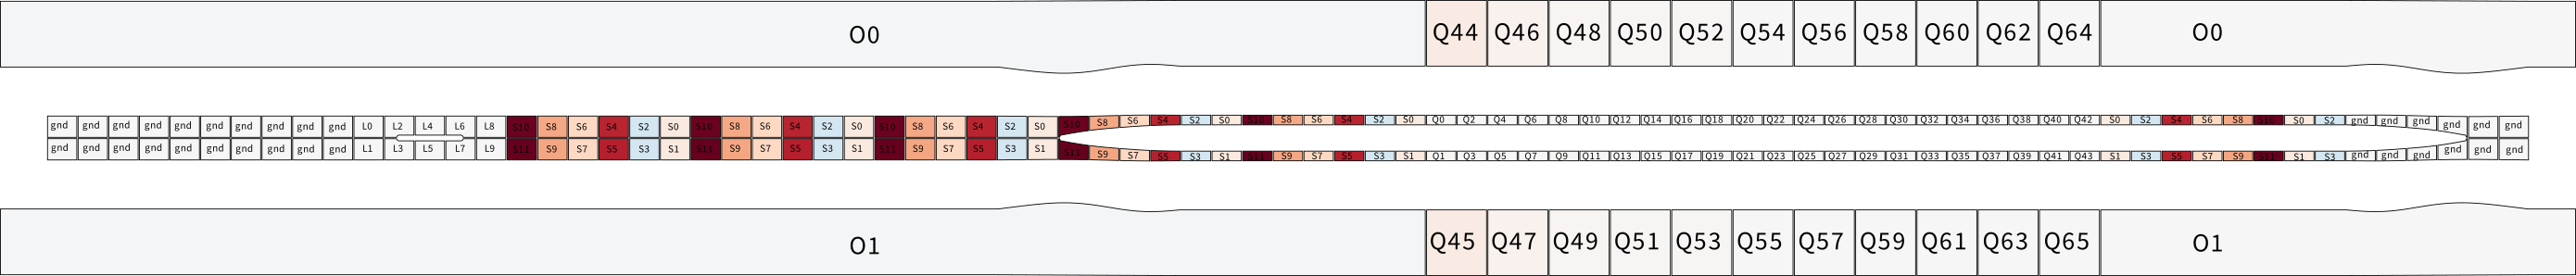 O0 Q44 Q46 Q48 Q50 Q52 Q54 Q56 Q58 Q60 Q62 Q64 O0
gnd gnd gnd gnd gnd gnd gnd gnd gnd gnd L0 L2 L4 L6 L8 S10 S8 S6 S4 S2 S0 S10 S8 S6 S4 S2 S0 S10 S8 S6 S4 S2 S0 S10 S8 S6 S4 S2 S0 S10 S8 S6 S4 S2 S0 Q0 Q2 Q4 Q6 Q8 Q10 Q12 Q14 Q16 Q18 Q20 Q22 Q24 Q26 Q28 Q30 Q32 Q34 Q36 Q38 Q40 Q42 S0 S2 S4 S6 S8 S10 S0 S2 gnd gnd gnd gnd gnd gnd
gnd gnd gnd gnd gnd gnd gnd gnd gnd gnd L1 L3 L5 L7 L9 S11 S9 S7 S5 S3 S1 S11 S9 S7 S5 S3 S1 S11 S9 S7 S5 S3 S1 S11 S9 S7 S5 S3 S1 S11 S9 S7 S5 S3 S1 Q1 Q3 Q5 Q7 Q9 Q11 Q13 Q15 Q17 Q19 Q21 Q23 Q25 Q27 Q29 Q31 Q33 Q35 Q37 Q39 Q41 Q43 S1 S3 S5 S7 S9 S11 S1 S3 gnd gnd gnd gnd gnd gnd
O1 Q45 Q47 Q49 Q51 Q53 Q55 Q57 Q59 Q61 Q63 Q65 O1